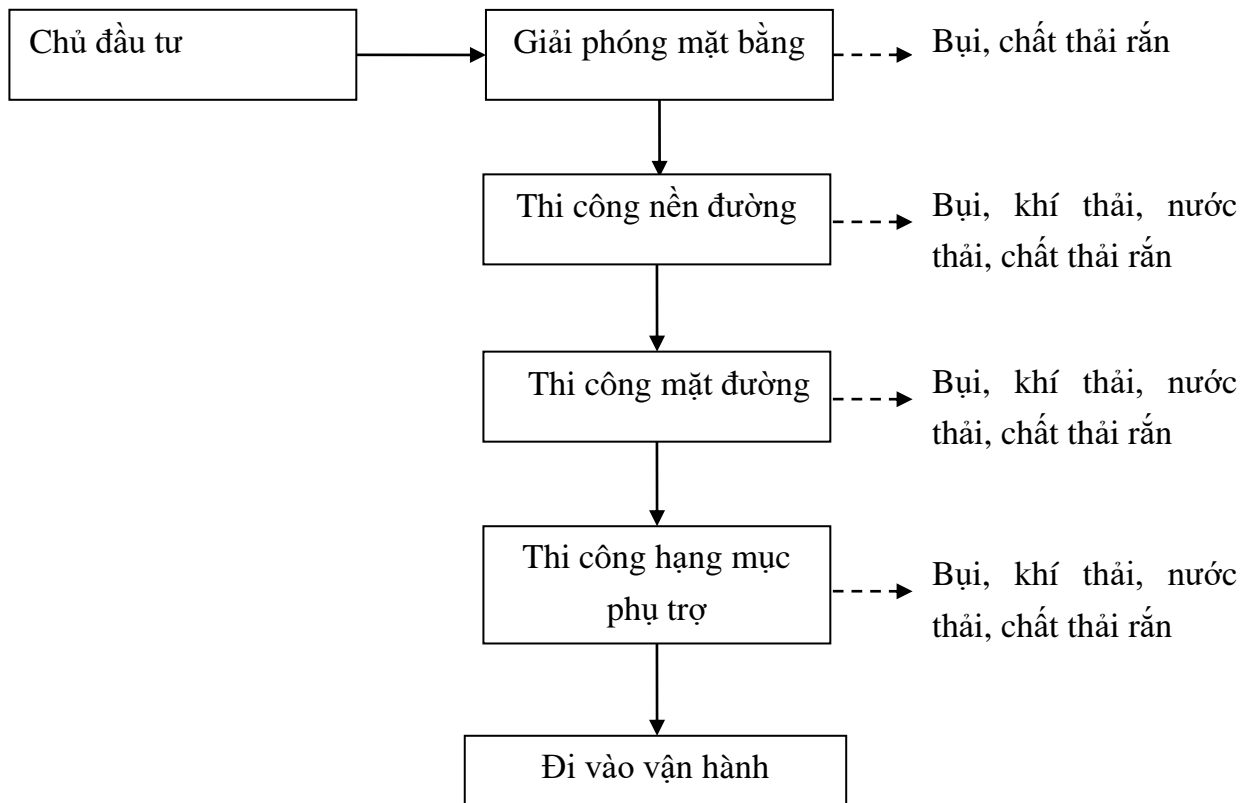 Chủ đầu tư
Giải phóng mặt bằng
Bụi, chất thải rắn
Thi công nền đường
Bụi, khí thải, nước
thải, chất thải rắn
Thi công mặt đường
Bụi, khí thải, nước
thải, chất thải rắn
Thi công hạng mục
phụ trợ
Bụi, khí thải, nước
thải, chất thải rắn
Đi vào vận hành